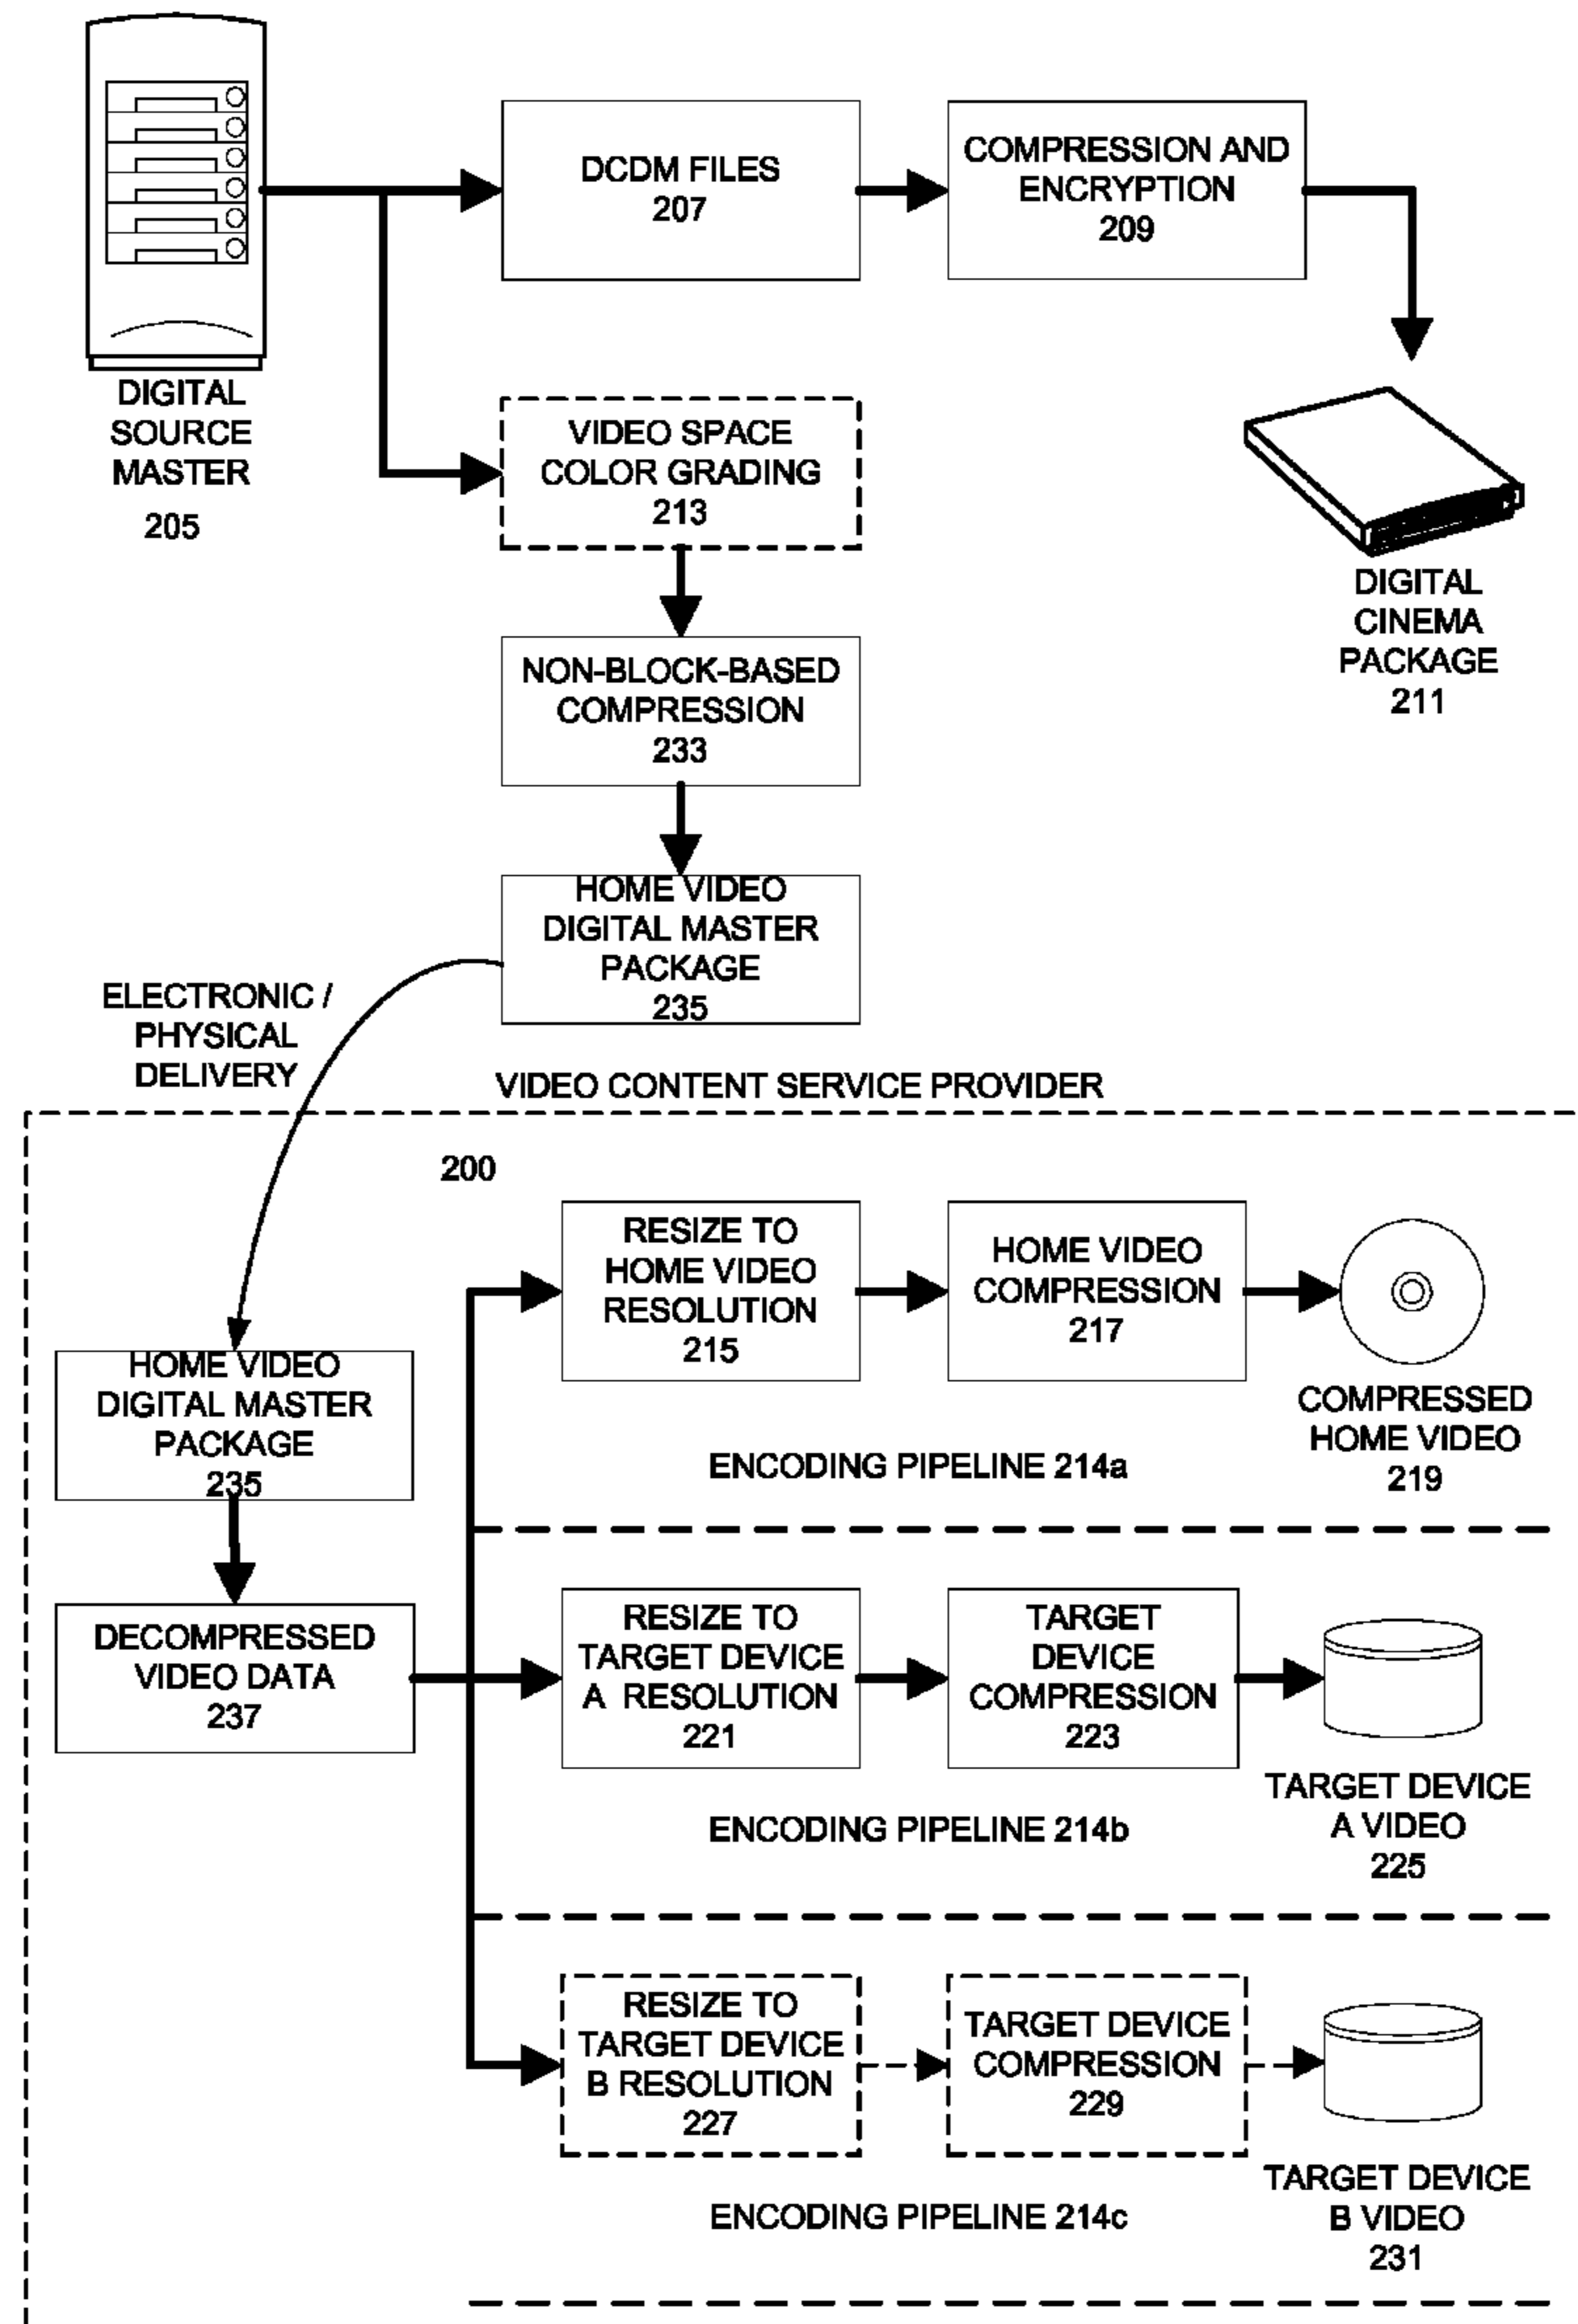 DIGITAL
SOURCE
MASTER
205
DCDM FILES
207
COMPRESSION AND
ENCRYPTION
209
DIGITAL
CINEMA
PACKAGE
211
VIDEO SPACE
COLOR GRADING
213
NON-BLOCK-BASED
COMPRESSION
233
HOME VIDEO
DIGITAL MASTER
PACKAGE
235
ELECTRONIC /
PHYSICAL
DELIVERY
VIDEO CONTENT SERVICE PROVIDER
200
HOME VIDEO
DIGITAL MASTER
PACKAGE
235
DECOMPRESSED
VIDEO DATA
237
RESIZE TO
HOME VIDEO
RESOLUTION
215
HOME VIDEO
COMPRESSION
217
COMPRESSED
HOME VIDEO
219
ENCODING PIPELINE 214a
RESIZE TO
TARGET DEVICE
A RESOLUTION
221
TARGET
DEVICE
COMPRESSION
223
TARGET DEVICE
A VIDEO
225
ENCODING PIPELINE 214b
RESIZE TO
TARGET DEVICE
B RESOLUTION
227
TARGET DEVICE
COMPRESSION
229
TARGET DEVICE
B VIDEO
231
ENCODING PIPELINE 214c